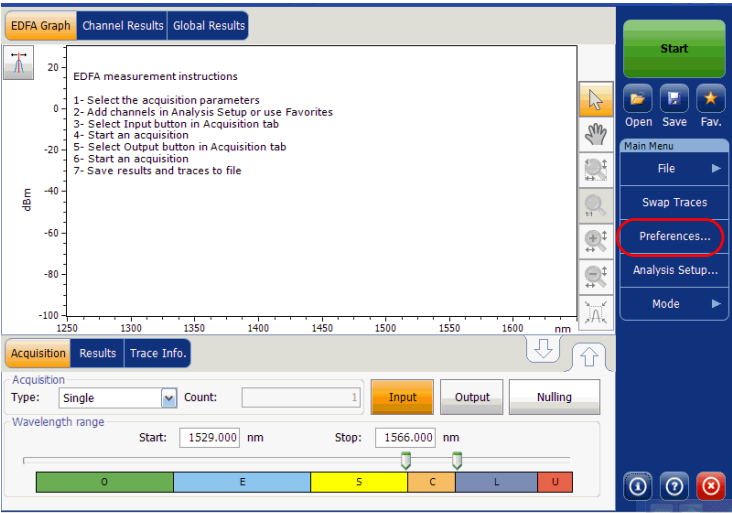 EDFA Graph Channel Results Global Results
20
EDFA measurement instructions
1- Select the acquisition parameters
2- Add channels in Analysis Setup or use Favorites
3- Select Input button in Acquisition tab
4- Start an acquisition
5- Select Output button in Acquisition tab
6- Start an acquisition
7- Save results and traces to file
0
-20
-40
dBm
-60
-80
-100
1250 1300 1350 1400 1450 1500 1550 1600 nm
1:1
Start
Open Save Fav.
Main Menu
File
Swap Traces
Preferences...
Analysis Setup...
Mode
Acquisition Results Trace Info.
Acquisition
Type: Single Count: 1 Input Output Nulling
Wavelength range
Start: 1529.000 nm Stop: 1566.000 nm
O E S C L U